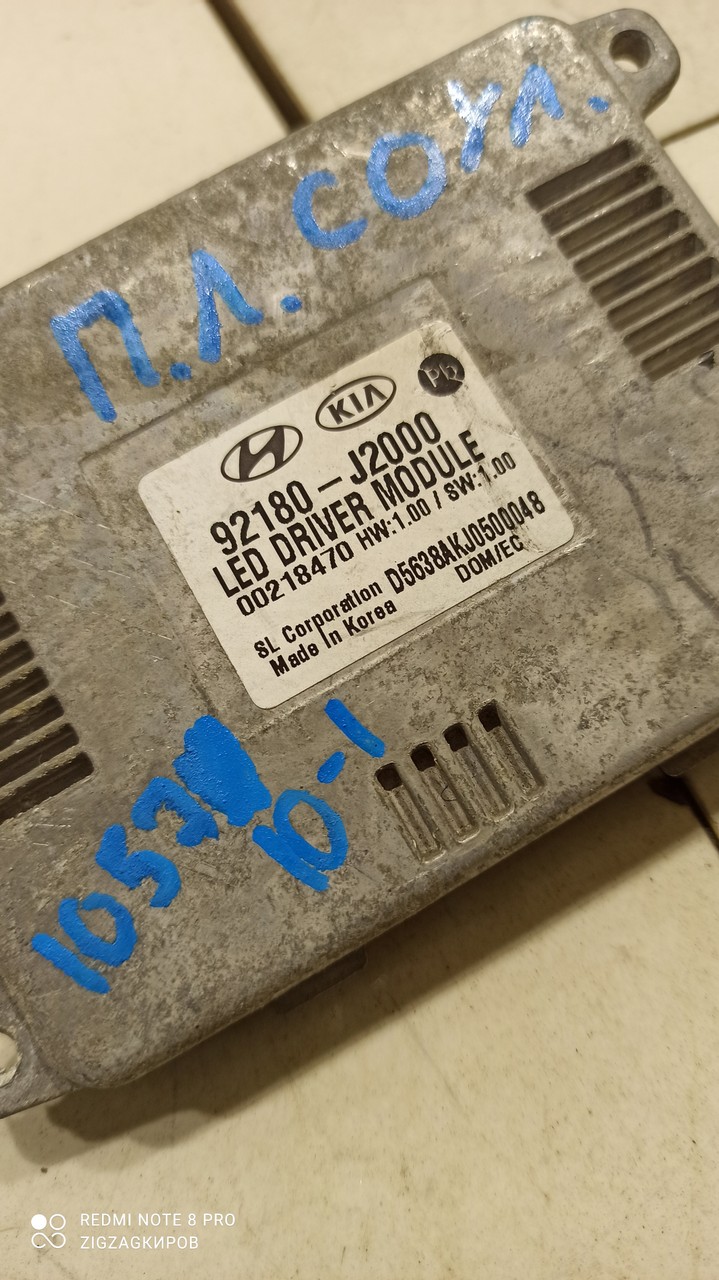 П.Л. СОУЛ.
KIA
Pb
92180-J2000
LED DRIVER MODULE
00218470 HW:1.00 / SW:1.00
SL Corporation D5638AKJ0500048
Made In Korea DOM/EC
10-1
REDMI NOTE 8 PRO
ZIGZAGКИРОВ